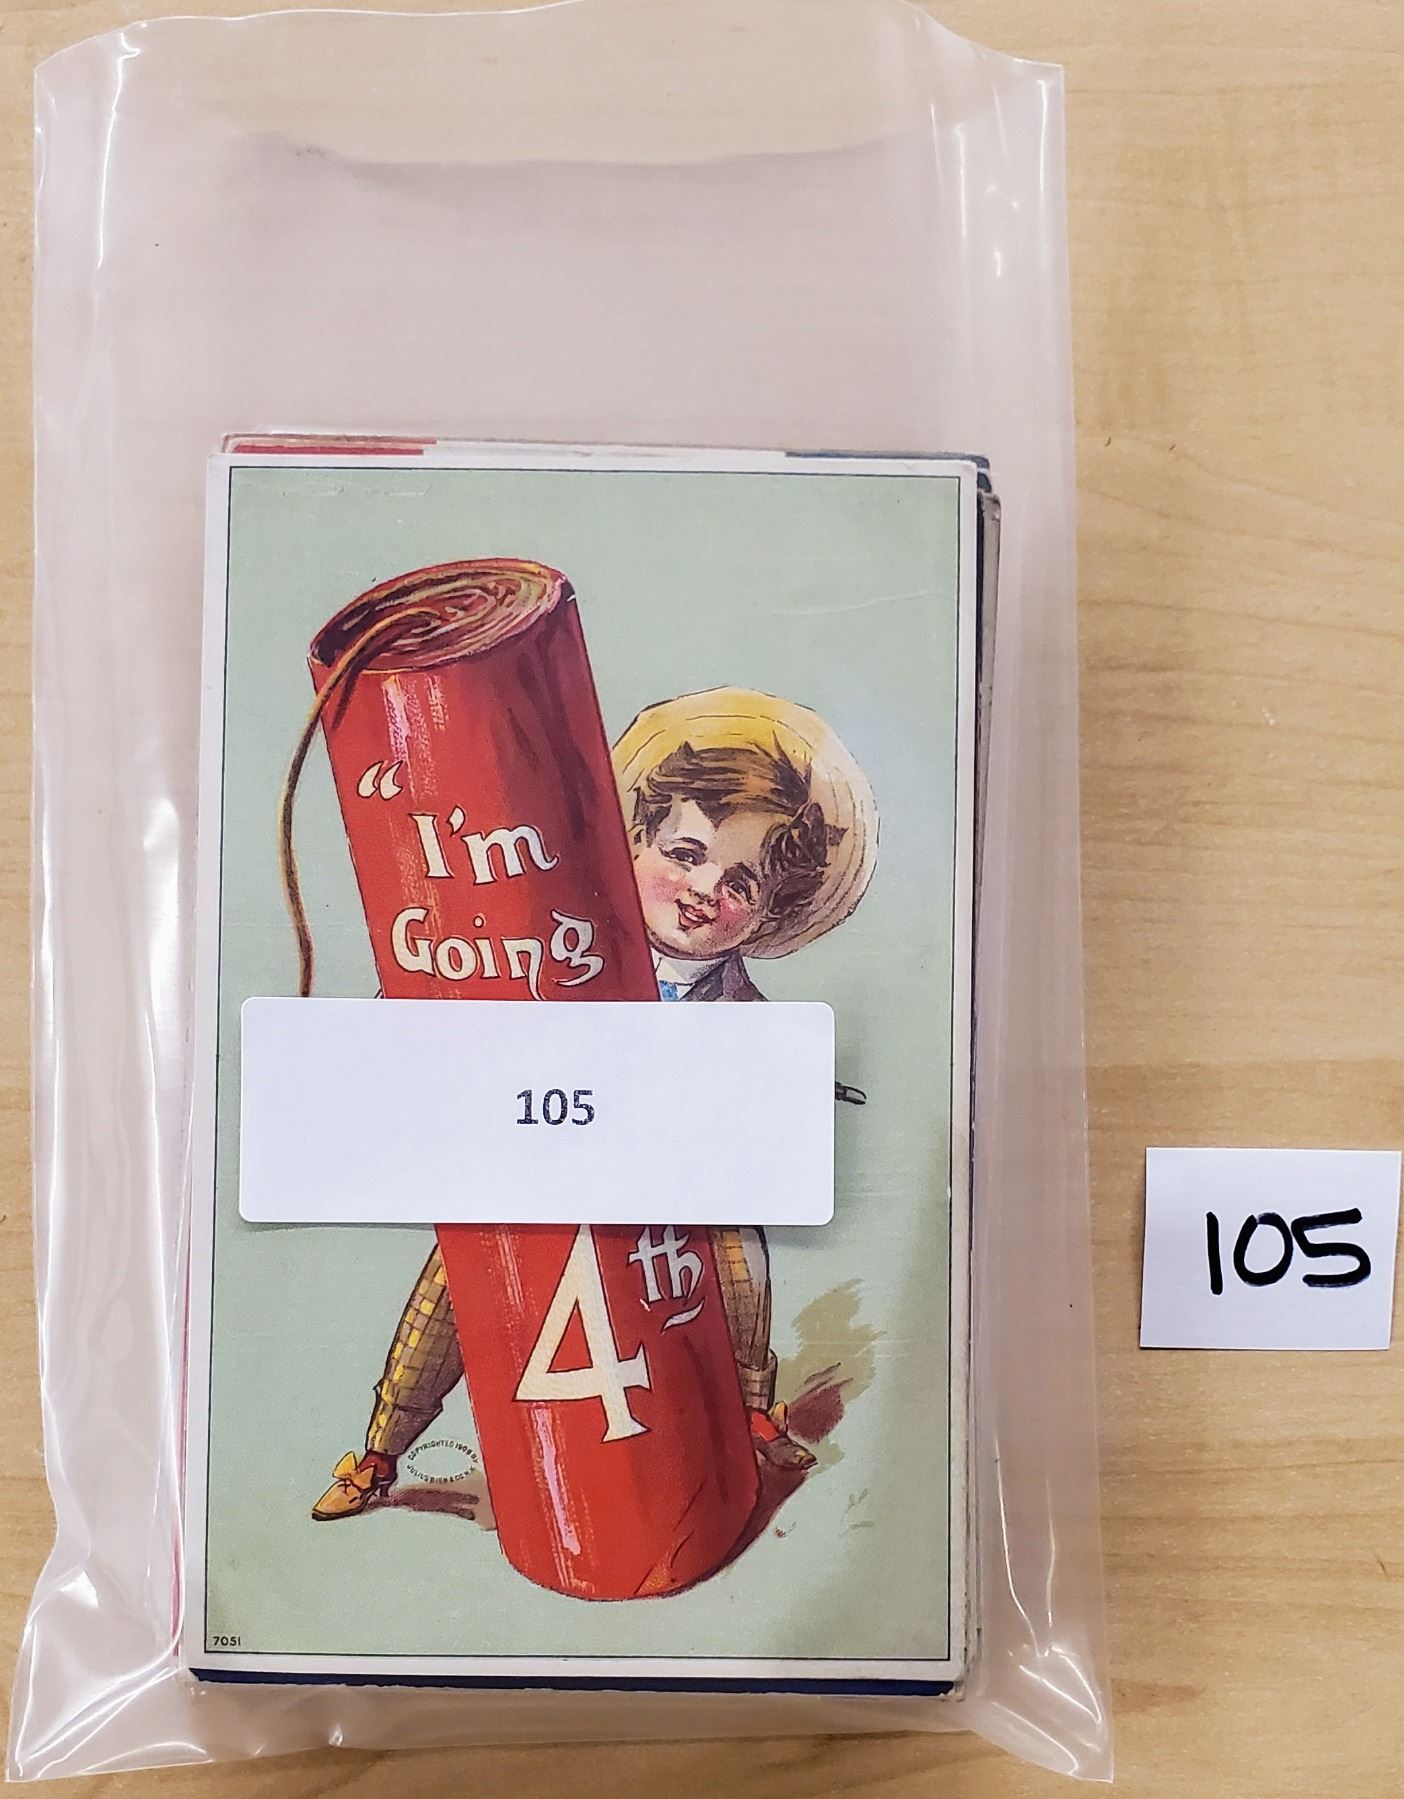 “
I'm
Going
105
4th
COPYRIGHTED 1908 BY
JULIUS BIEN & CO N.Y.
7051
105